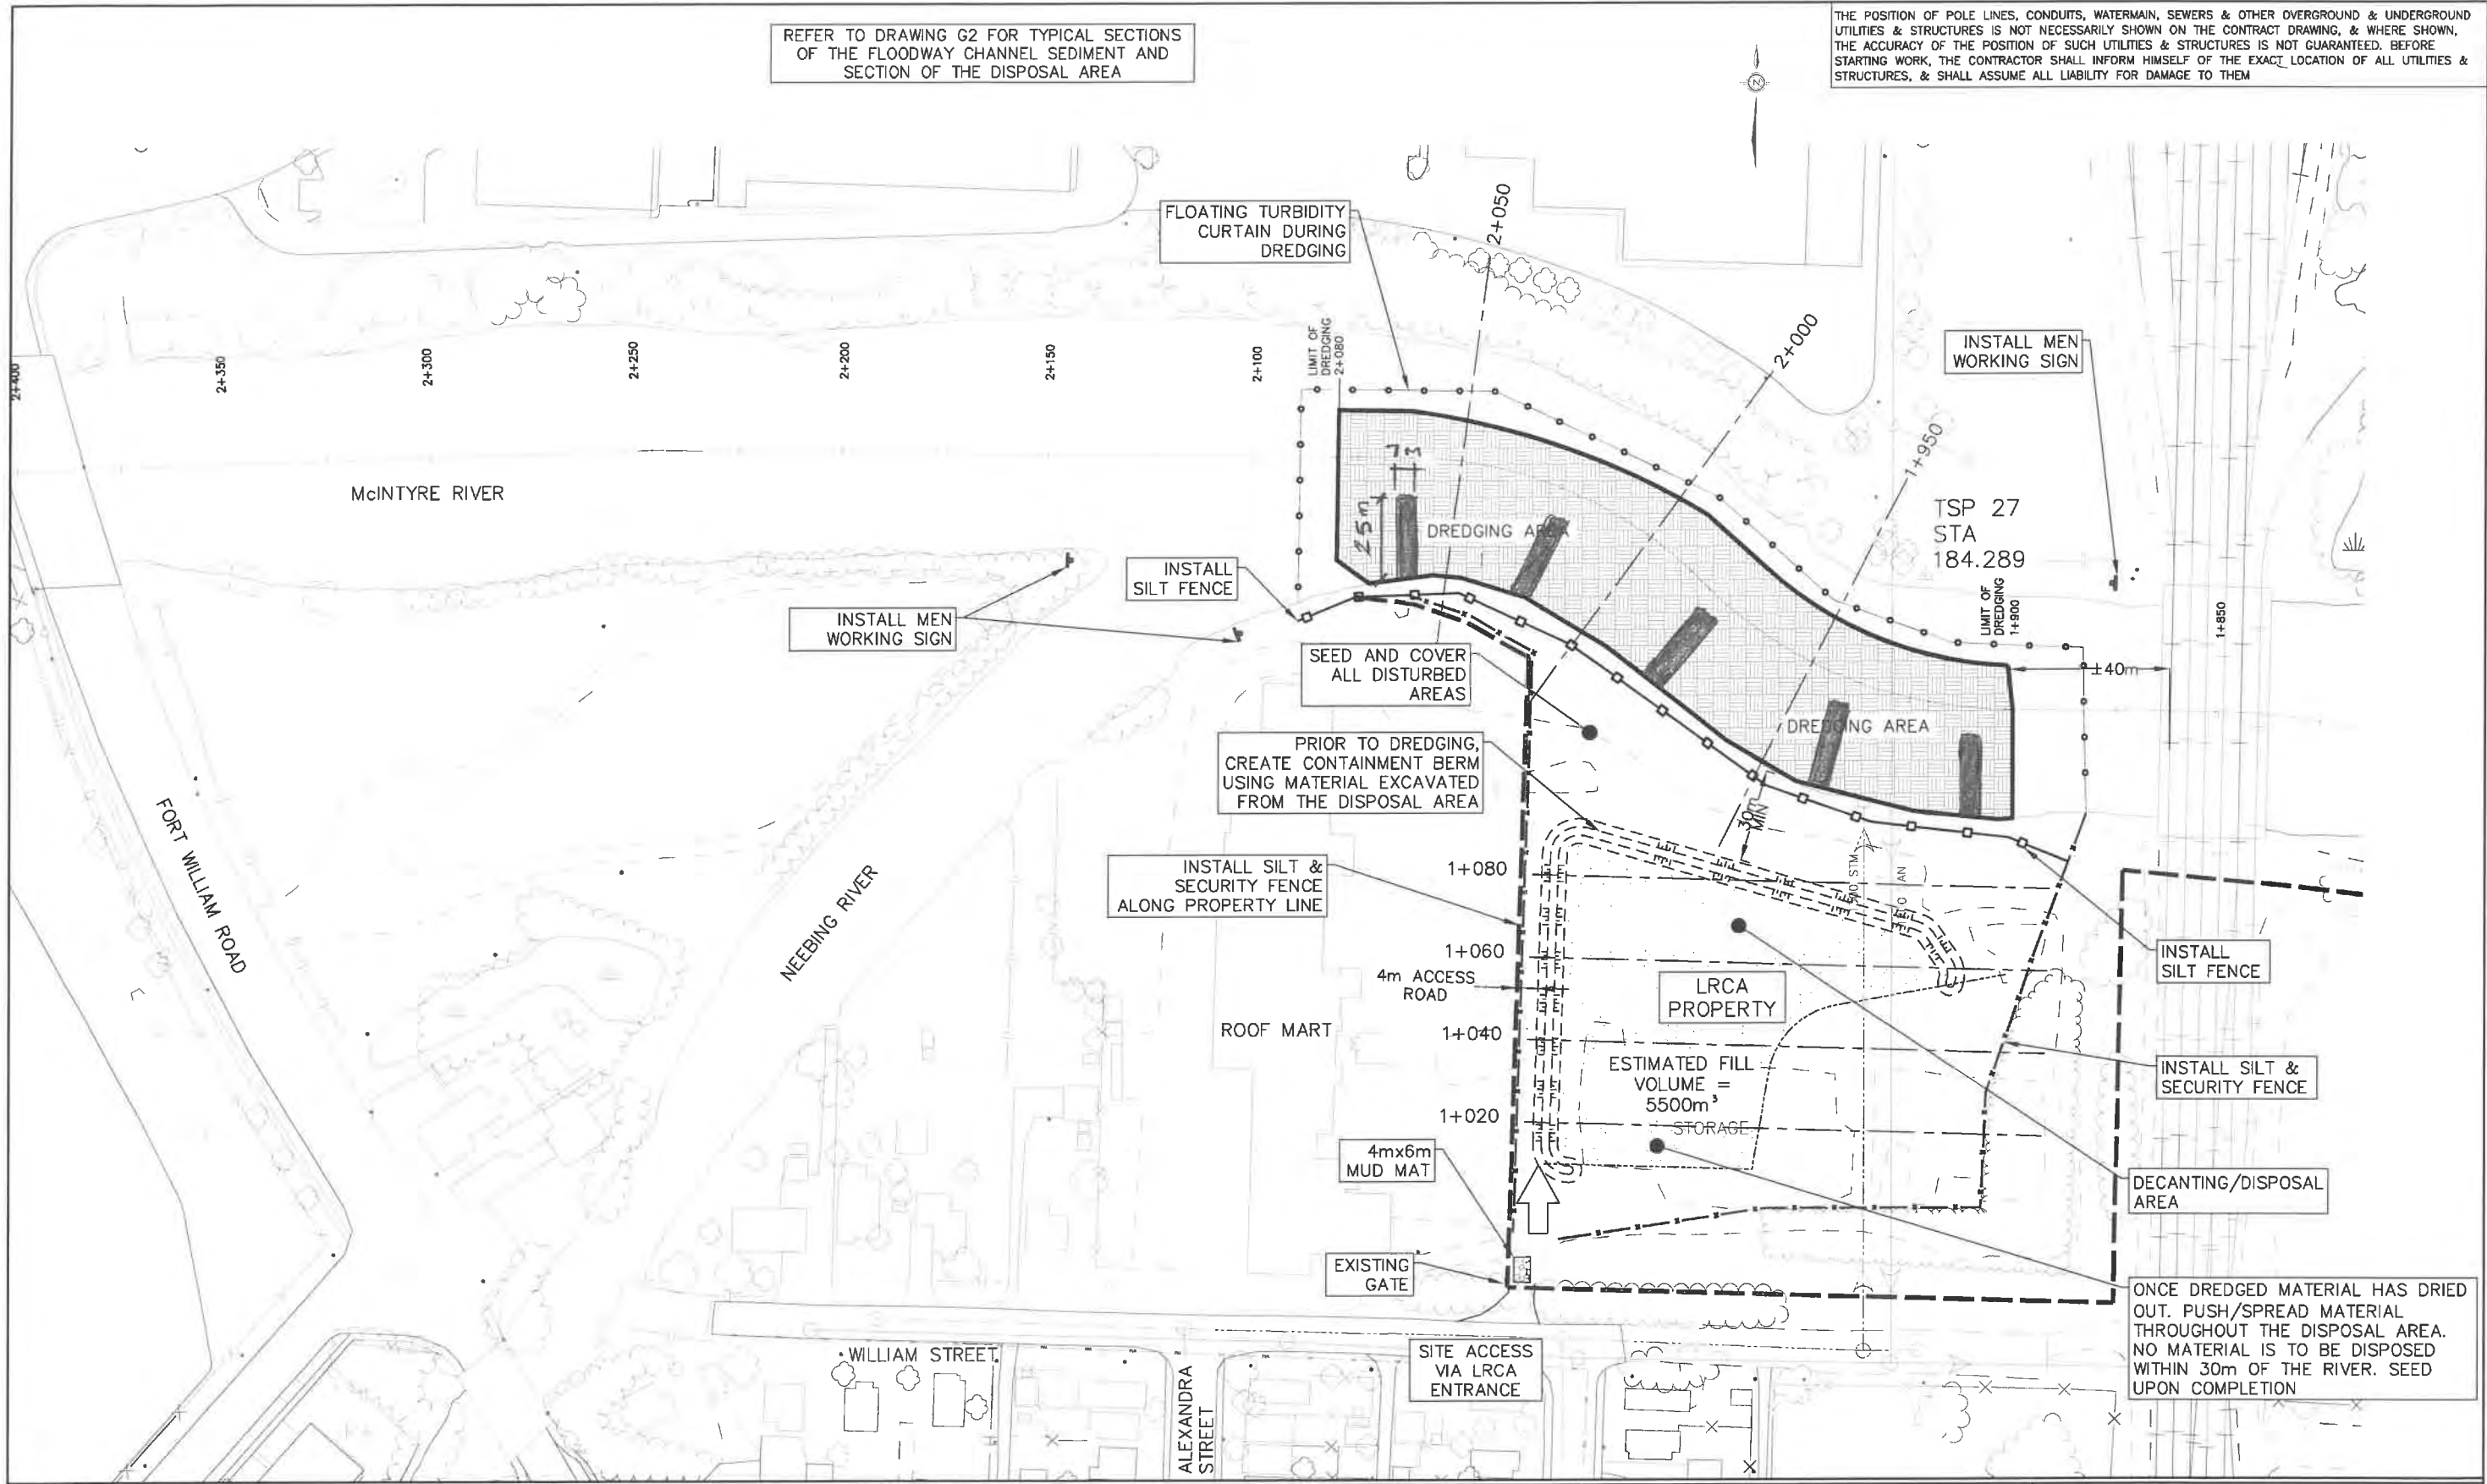 REFER TO DRAWING G2 FOR TYPICAL SECTIONS
OF THE FLOODWAY CHANNEL SEDIMENT AND
SECTION OF THE DISPOSAL AREA
THE POSITION OF POLE LINES, CONDUITS, WATERMAIN, SEWERS & OTHER OVERGROUND & UNDERGROUND
UTILITIES & STRUCTURES IS NOT NECESSARILY SHOWN ON THE CONTRACT DRAWING, & WHERE SHOWN,
THE ACCURACY OF THE POSITION OF SUCH UTILITIES & STRUCTURES IS NOT GUARANTEED. BEFORE
STARTING WORK, THE CONTRACTOR SHALL INFORM HIMSELF OF THE EXACT LOCATION OF ALL UTILITIES &
STRUCTURES, & SHALL ASSUME ALL LIABILITY FOR DAMAGE TO THEM
N
FLOATING TURBIDITY
CURTAIN DURING
DREDGING
2+050
2+000
1+950
INSTALL MEN
WORKING SIGN
2+400
2+350
2+300
2+250
2+200
2+150
2+100
LIMIT OF
DREDGING
2+080
McINTYRE RIVER
7
3
25m
DREDGING AREA
TSP 27
STA
184.289
LIMIT OF
DREDGING
1+900
1+850
±40m
INSTALL
SILT FENCE
INSTALL MEN
WORKING SIGN
SEED AND COVER
ALL DISTURBED
AREAS
DREDGING AREA
PRIOR TO DREDGING,
CREATE CONTAINMENT BERM
USING MATERIAL EXCAVATED
FROM THE DISPOSAL AREA
30m
MIN
FORT WILLIAM ROAD
NEEBING RIVER
INSTALL SILT &
SECURITY FENCE
ALONG PROPERTY LINE
1+080
1+060
4m ACCESS
ROAD
1+040
1+020
ROOF MART
STM
LRCA
PROPERTY
INSTALL
SILT FENCE
ESTIMATED FILL
VOLUME =
5500m³
STORAGE
INSTALL SILT &
SECURITY FENCE
4mx6m
MUD MAT
DECANTING/DISPOSAL
AREA
EXISTING
GATE
ONCE DREDGED MATERIAL HAS DRIED
OUT. PUSH/SPREAD MATERIAL
THROUGHOUT THE DISPOSAL AREA.
NO MATERIAL IS TO BE DISPOSED
WITHIN 30m OF THE RIVER. SEED
UPON COMPLETION
WILLIAM STREET
ALEXANDRA
STREET
SITE ACCESS
VIA LRCA
ENTRANCE